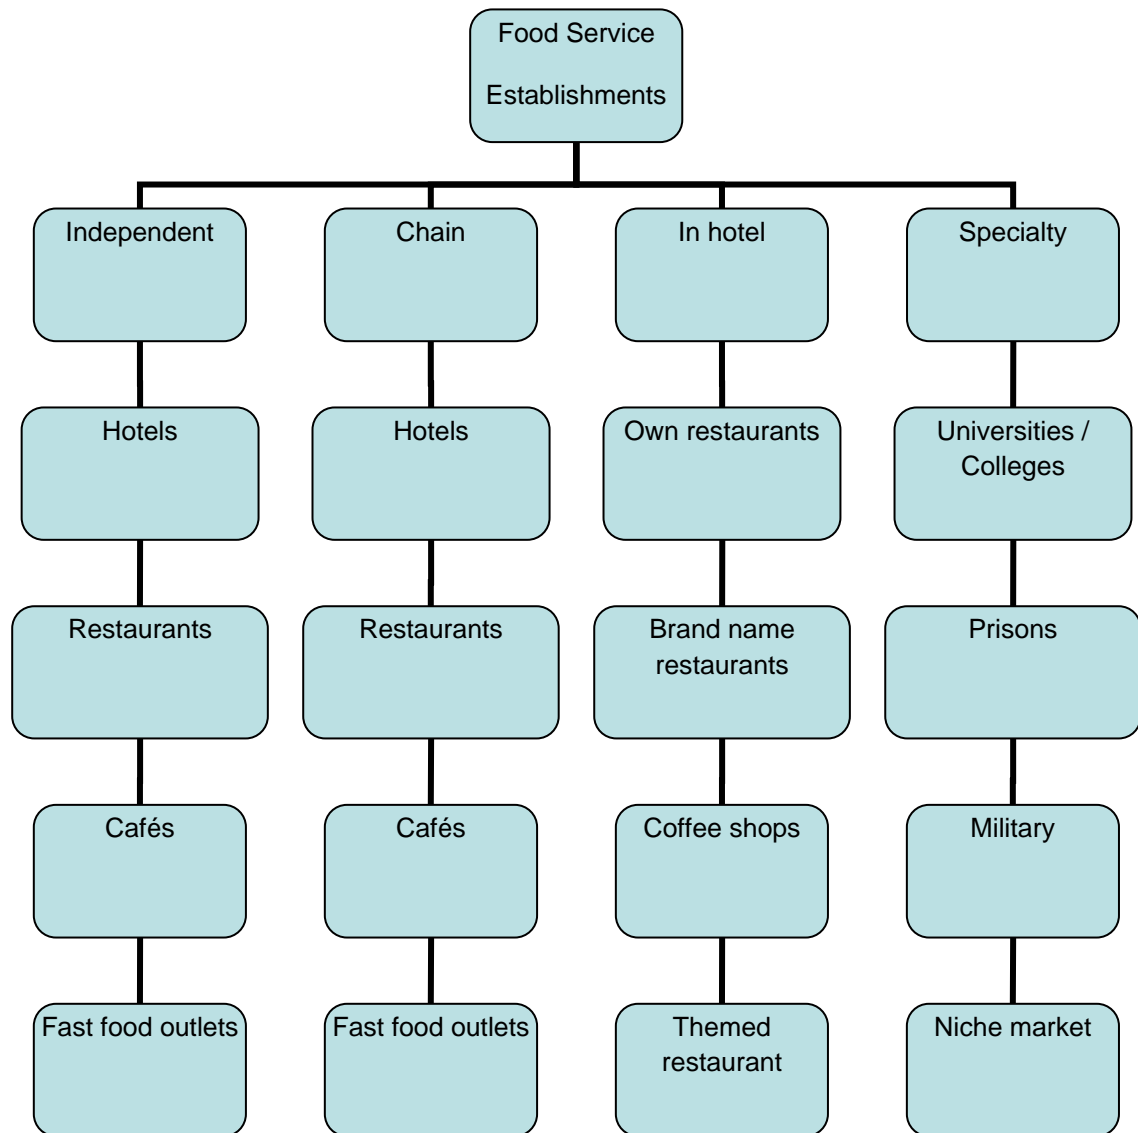 Food Service
Establishments
Independent
Chain
In hotel
Specialty
Hotels
Hotels
Own restaurants
Universities /
Colleges
Restaurants
Restaurants
Brand name
restaurants
Prisons
Cafés
Cafés
Coffee shops
Military
Fast food outlets
Fast food outlets
Themed
restaurant
Niche market